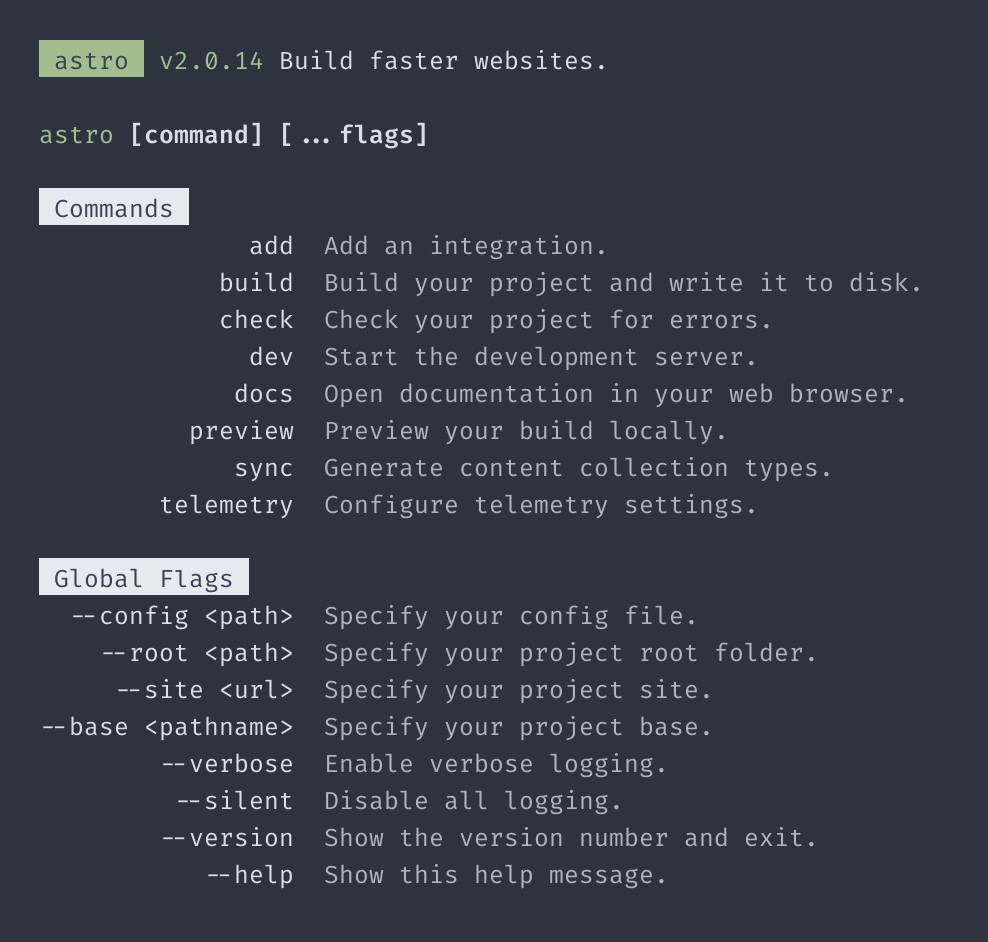 astro v2.0.14 Build faster websites.
astro [command] [...flags]
Commands
add Add an integration.
build Build your project and write it to disk.
check Check your project for errors.
dev Start the development server.
docs Open documentation in your web browser.
preview Preview your build locally.
sync Generate content collection types.
telemetry Configure telemetry settings.
Global Flags
--config <path> Specify your config file.
--root <path> Specify your project root folder.
--site <url> Specify your project site.
--base <pathname> Specify your project base.
--verbose Enable verbose logging.
--silent Disable all logging.
--version Show the version number and exit.
--help Show this help message.